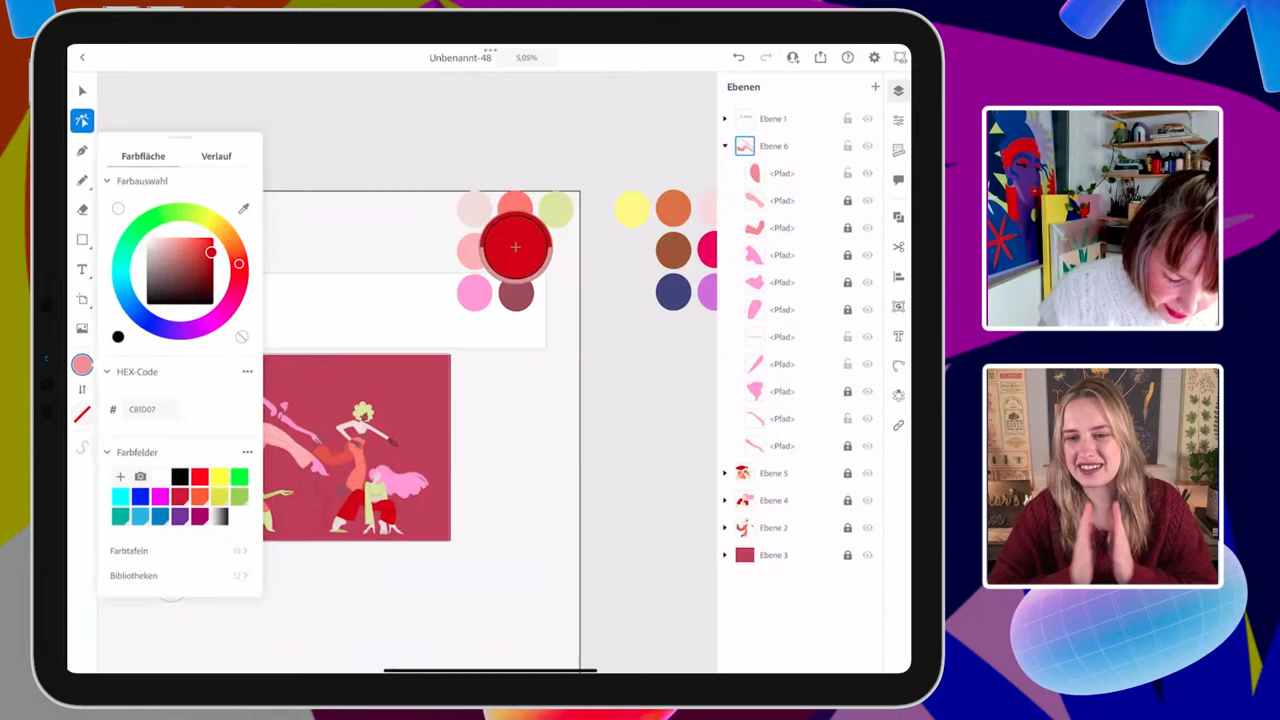 Unbenannt-48
5,05%
Farbfläche
Verlauf
Farbauswahl
HEX-Code
# CB1D07
Farbfelder
Farbtafeln
Bibliotheken
Ebenen
Ebene 1
Ebene 6
<Pfad>
<Pfad>
<Pfad>
<Pfad>
<Pfad>
<Pfad>
<Pfad>
<Pfad>
<Pfad>
<Pfad>
<Pfad>
Ebene 5
Ebene 4
Ebene 2
Ebene 3